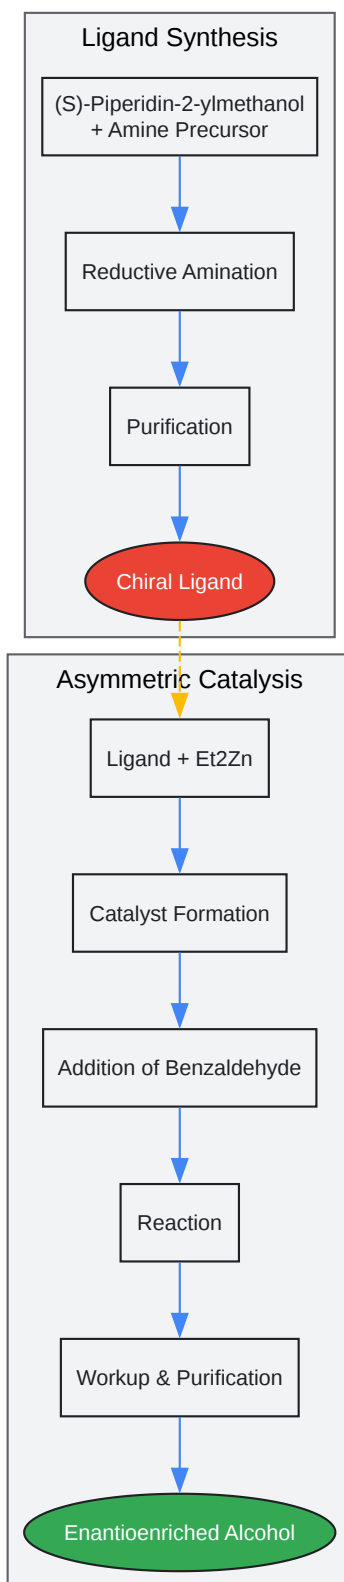 Ligand Synthesis
(S)-Piperidin-2-ylmethanol
+ Amine Precursor
Reductive Amination
Purification
Chiral Ligand
Asymmetric Catalysis
Ligand + Et2Zn
Catalyst Formation
Addition of Benzaldehyde
Reaction
Workup & Purification
Enantioenriched Alcohol